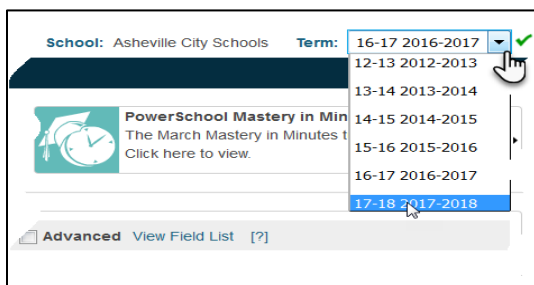 School: Asheville City Schools Term: 16-17 2016-2017
12-13 2012-2013
13-14 2013-2014
PowerSchool Mastery in Min
The March Mastery in Minutes t
Click here to view.
14-15 2014-2015
15-16 2015-2016
16-17 2016-2017
17-18 2017-2018
Advanced View Field List [?]